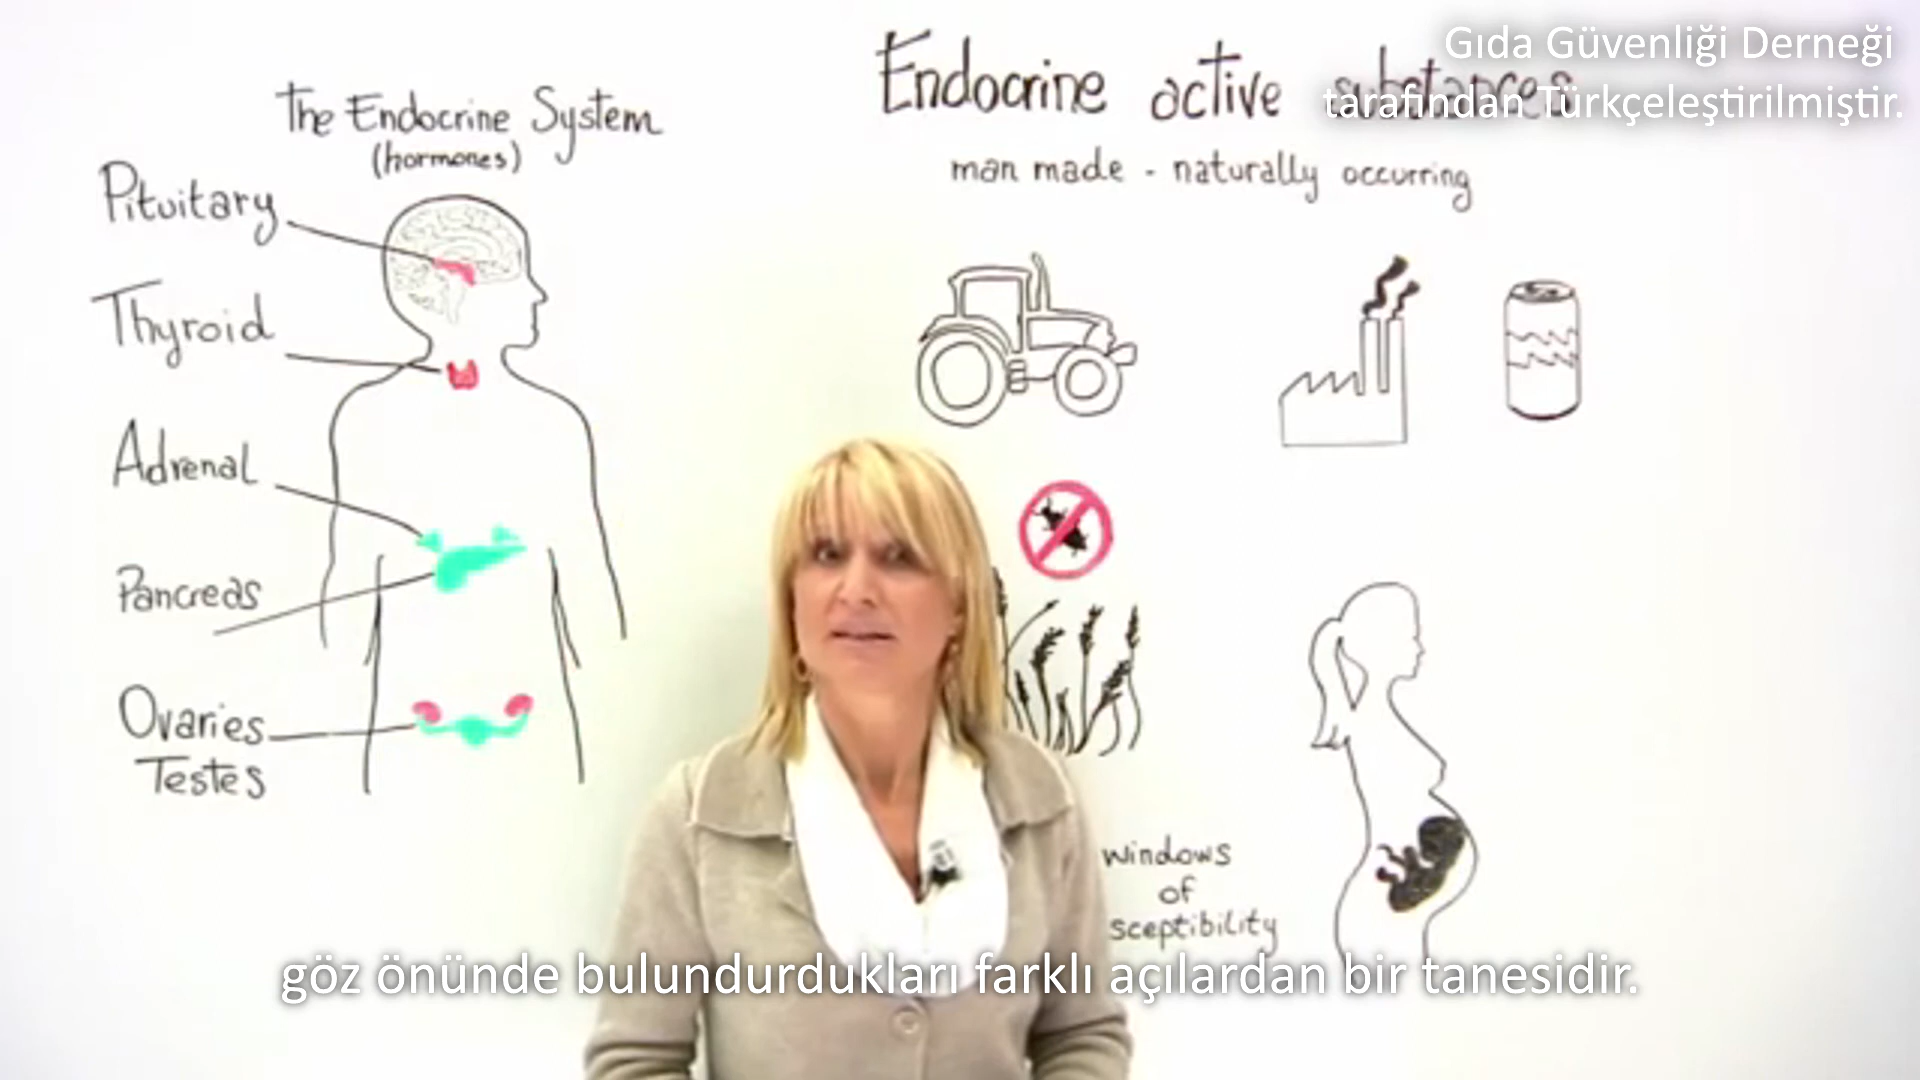 Gıda Güvenliği Derneği
tarafından Türkçeleştirilmiştir.
Endocrine active substances
man made - naturally occurring
The Endocrine System
(hormones)
Pituitary
Thyroid
Adrenal
Pancreas
Ovaries
Testes
windows
of
sceptibility
göz önünde bulundurdukları farklı açılardan bir tanesidir.